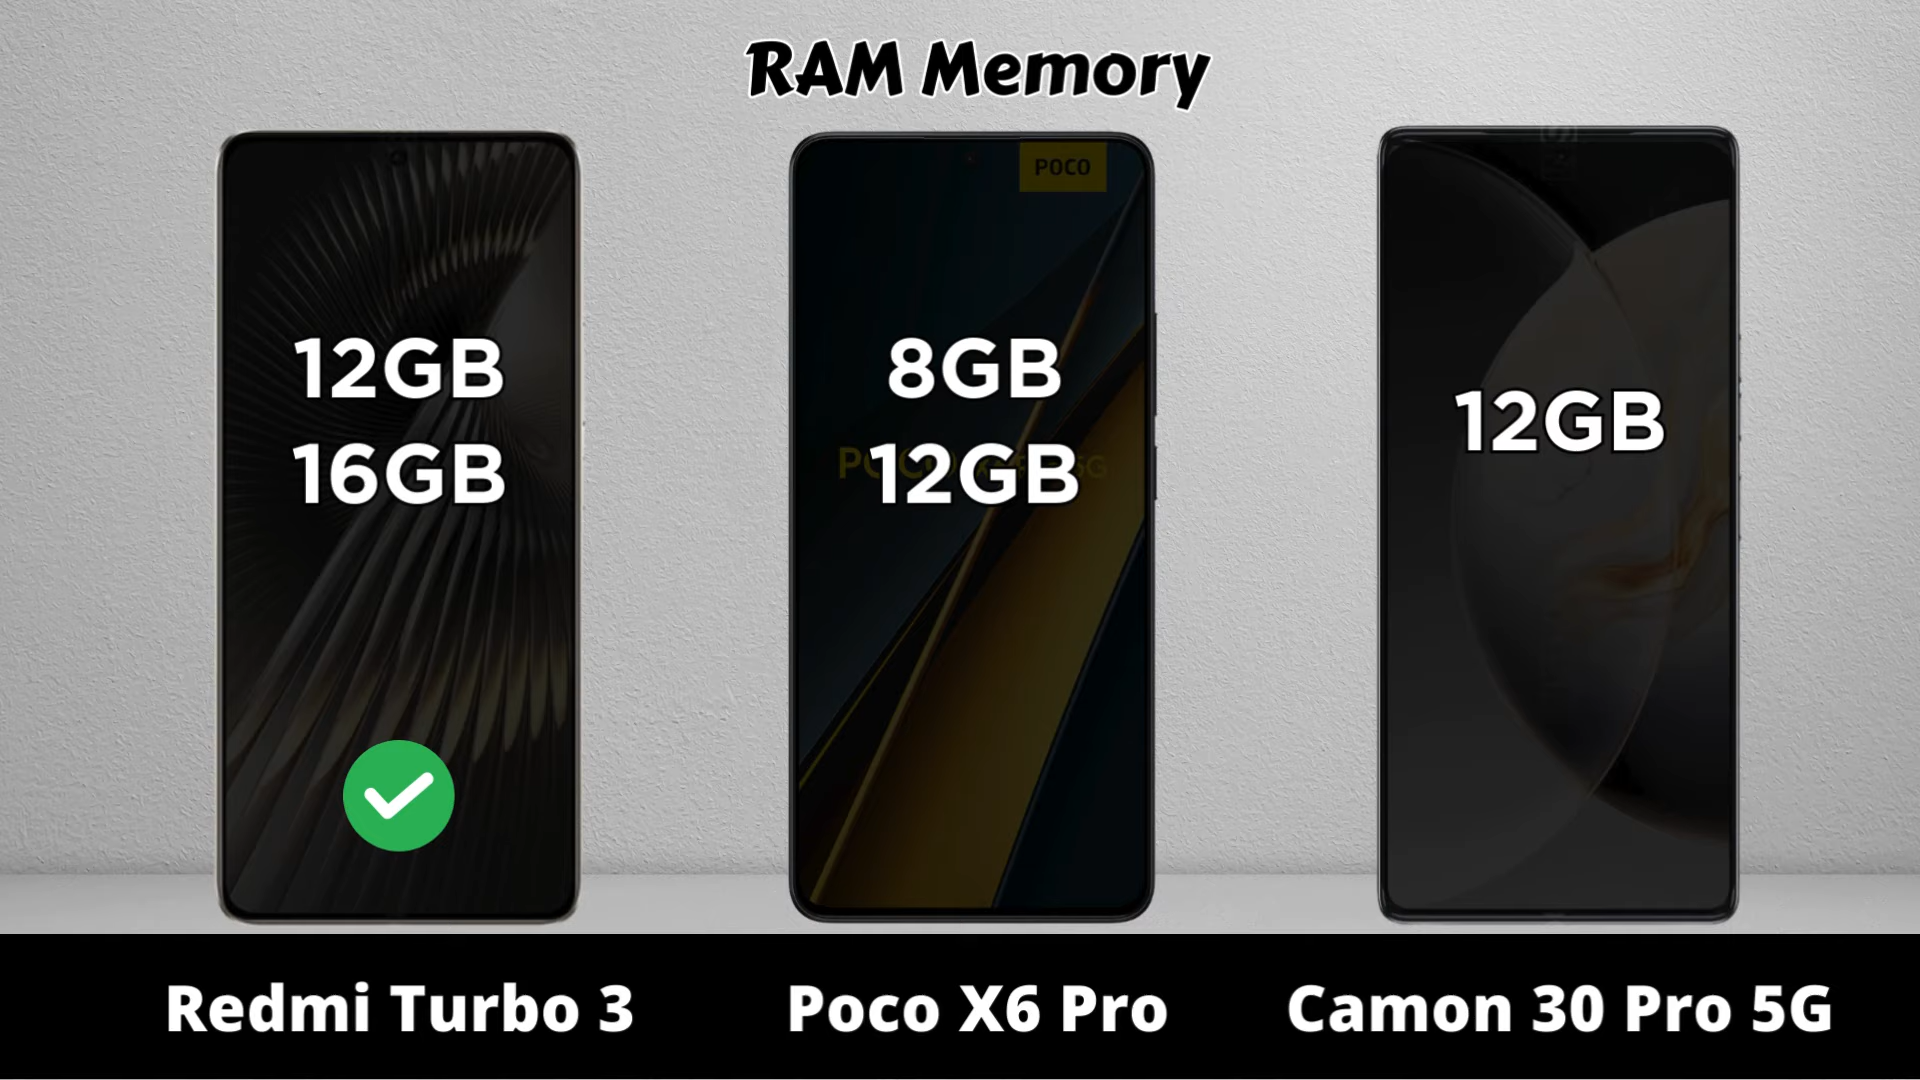 RAM Memory
POCO
12GB
16GB
8GB
12GB
12GB
Redmi Turbo 3
Poco X6 Pro
Camon 30 Pro 5G